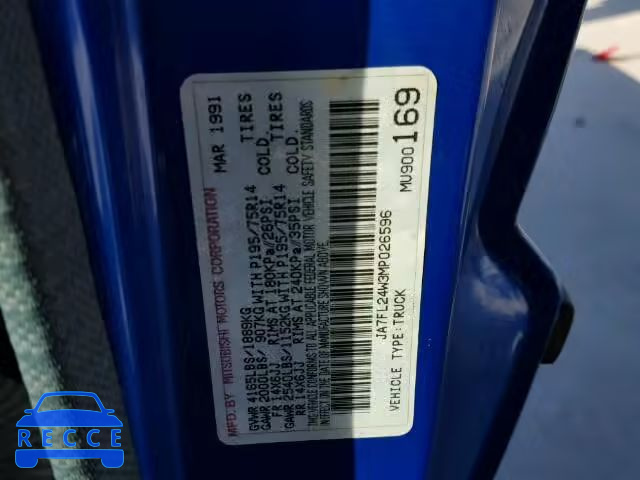 MFD.BY MITSUBISHI MOTORS CORPORATION MAR 1991
GVWR 4165LBS/1889KG
GAWR 2000LBS/ 907KG WITH P195/75R14 TIRES
FR 14X6JJ RIMS AT 180KPa/26PSI COLD.
GAWR 2540LBS/1152KG WITH P195/75R14 TIRES
RR 14X6JJ RIMS AT 240KPa/35PSI COLD.
THIS VEHICLE CONFORMS TO ALL APPLICABLE FEDERAL MOTOR VEHICLE SAFETY STANDARDS
IN EFFECT ON THE DATE OF MANUFACTURE SHOWN ABOVE.
JA7FL24W3MP026596
VEHICLE TYPE:TRUCK MU900169
RECCE